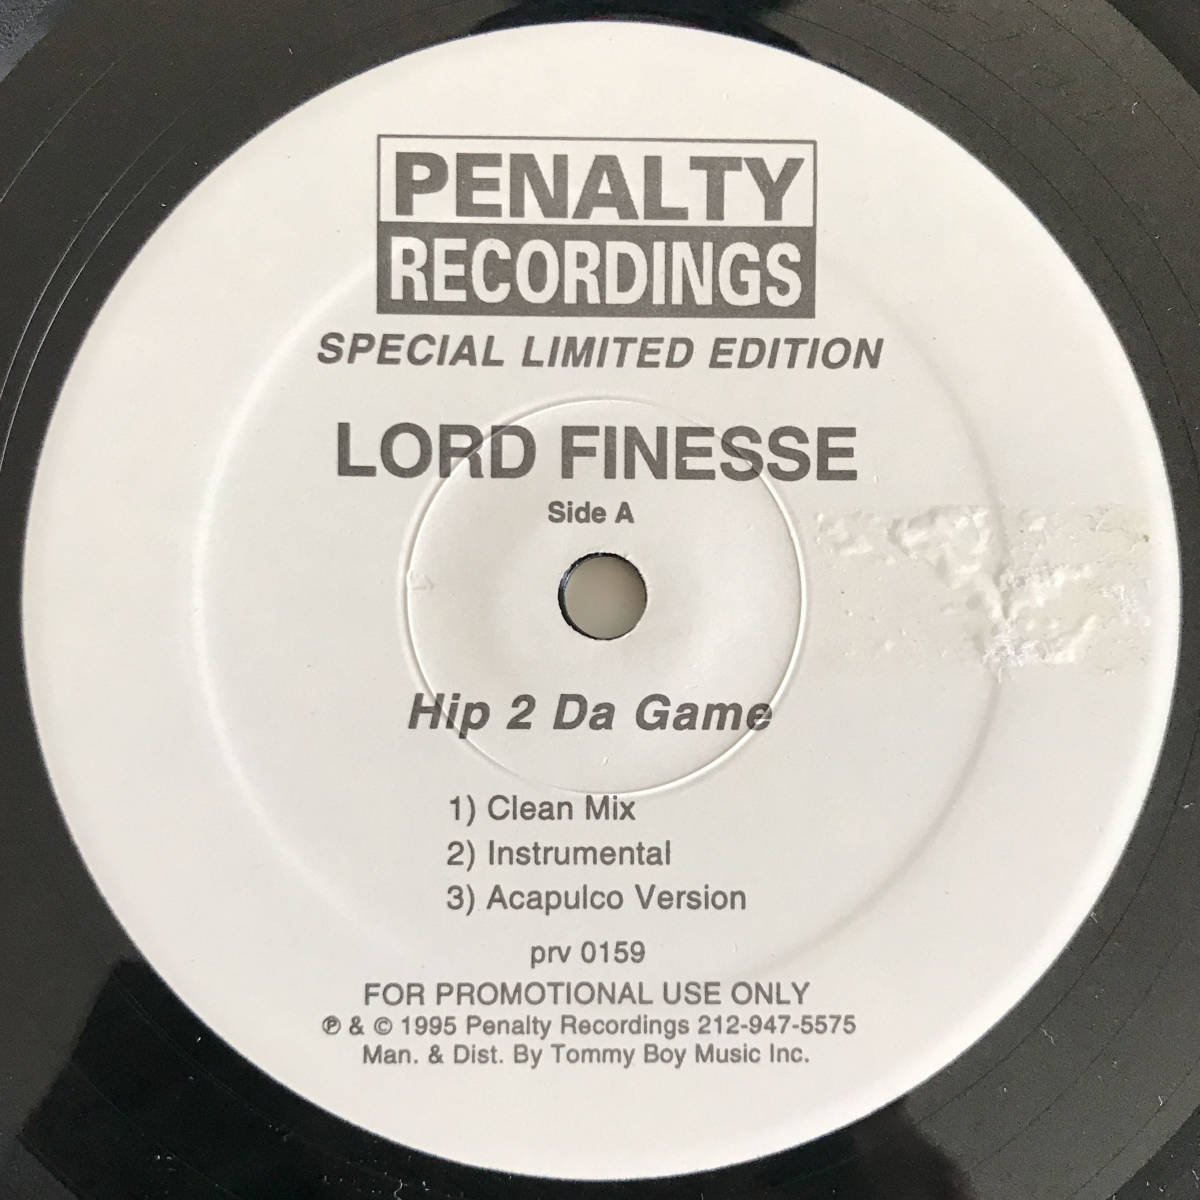 PENALTY
RECORDINGS
SPECIAL LIMITED EDITION
LORD FINESSE
Side A
Hip 2 Da Game
1) Clean Mix
2) Instrumental
3) Acapulco Version
prv 0159
FOR PROMOTIONAL USE ONLY
℗ & © 1995 Penalty Recordings 212-947-5575
Man. & Dist. By Tommy Boy Music Inc.